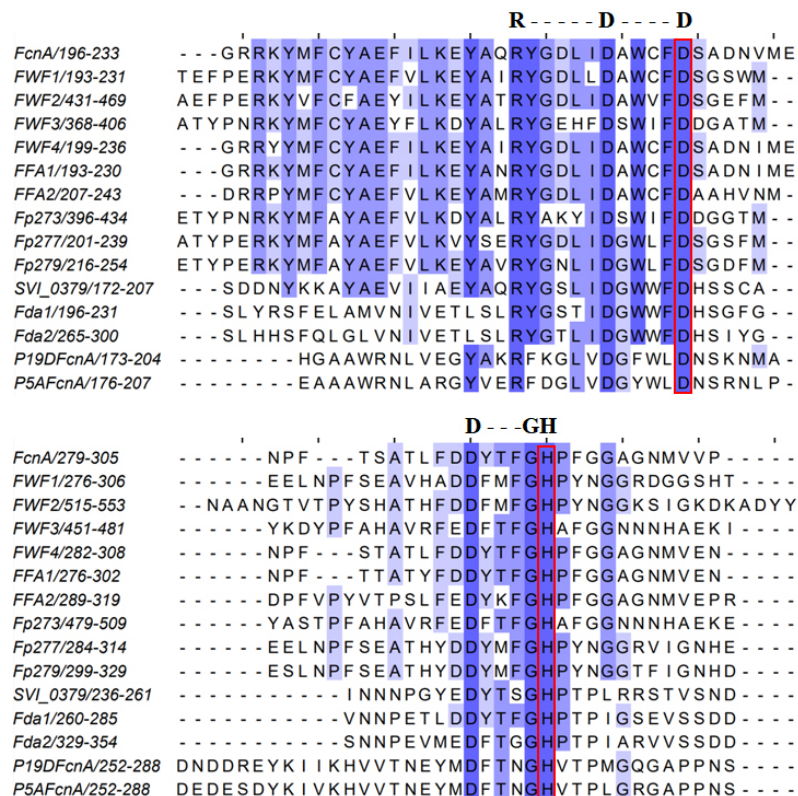 R - - - - - D - - - - D
FcnA/196-233 - - - G R R K Y M F C Y A E F I L K E Y A Q R Y G D L I D A W C F D S A D N V M E
FWF1/193-231 T E F P E R K Y M F C Y A E F V L K E Y A T R Y G D L L D A W C F D S G S W M - -
FWF2/431-469 A E F P E R K Y V F C F A E Y I L K E Y A I R Y G D L I D A W V F D S G E F M - -
FWF3/368-406 A T Y P N R K Y M F C Y A E Y F L K D Y A L R Y G E H F D S W I F D D G A T M - -
FWF4/199-236 - - - G R R Y Y M F C Y A E F I L K E Y A I R Y G D L I D A W C F D S A D N I M E
FFA1/193-230 - - - G R R K Y M F C Y A E F I L K E Y A N R Y G D L I D A W C F D S A D N I M E
FFA2/207-243 - - - D R R P Y M F C Y A E F V L K E Y A M R Y G D L I D A W C F D A A H V N M -
Fp273/396-434 E T Y P N R K Y M F A Y A E F V L K D Y A L R Y A K Y I D S W I F D D G G T M - -
Fp277/201-239 A T Y P E R K Y M F A Y A E F V L K V Y S E R Y G D L I D G W L F D S G S F M - -
Fp279/216-254 E T Y P E R K Y M F A Y A E F V L K E Y A V R Y G N L I D G W L F D S G D F M - -
SVI_0379/172-207 - - - S D D N Y K K A Y A E V I I A E Y A Q R Y G S L I D G W W F D H S S C A - -
Fda1/196-231 - - - S L Y R S F E L A M V N I V E T L S L R Y G S T I D G W W F D H S G F G - -
Fda2/265-300 - - - S L H H S F Q L G L V N I V E T L S L R Y G T L I D G W W F D H S I Y G - -
P19DFcnA/173-204 - - - - - - - - H G A A W R N L V E G Y A K R F K G L V D G F W L D N S K N M A -
P5AFcnA/176-207 - - - - - - - - E A A A W R N L A R G Y V E R F D G L V D G Y W L D N S R N L P -
D - - - G H
FcnA/279-305 - - - - - - N P F - - - T S A T L F D D Y T F G H P F G G A G N M V V P - - - - -
FWF1/276-306 - - - - - - E E L N P F S E A V H A D D F M F G H P Y N G G R D G G S H T - - - -
FWF2/515-553 - - N A A N G T V T P Y S H A T H F D D F M F G H P Y N G G K S I G K D K A D Y Y
FWF3/451-481 - - - - - - Y K D Y P F A H A V R F E D F T F G H A F G G N N N H A E K I - - - -
FWF4/282-308 - - - - - - N P F - - - S T A T L F D D Y T F G H P F G G A G N M V E N - - - - -
FFA1/276-302 - - - - - - N P F - - - T T A T Y F D D Y T F G H P F G G A G N M V E N - - - - -
FFA2/289-319 - - - - - - D P F V P Y V T P S L F E D Y K F G H P F G G A G N M V E P R - - - -
Fp273/479-509 - - - - - - Y A S T P F A H A V R F E D F T F G H A F G G N N N H A E K E - - - -
Fp277/284-314 - - - - - - E E L N P F S E A T H Y D D Y M F G H P Y N G G R V I G N H E - - - -
Fp279/299-329 - - - - - - E S L N P F S E A T H Y D D Y M F G H P Y N G G T F I G N H D - - - -
SVI_0379/236-261 - - - - - - - - - - - I N N N P G Y E D Y T S G H P T P L R R S T V S N D - - - -
Fda1/260-285 - - - - - - - - - - - V N N P E T L D D Y T F G H P T P I G S E V S S D D - - - -
Fda2/329-354 - - - - - - - - - - - S N N P E V M E D F T G G H P T P I A R V V S S D D - - - -
P19DFcnA/252-288 D N D D R E Y K I I K H V V T N E Y M D F T N G H V T P M G Q G A P P N S - - - -
P5AFcnA/252-288 D E D E S D Y K I V K H V V T N E Y M D F T N G H V T P L G R G A P P N S - - - -